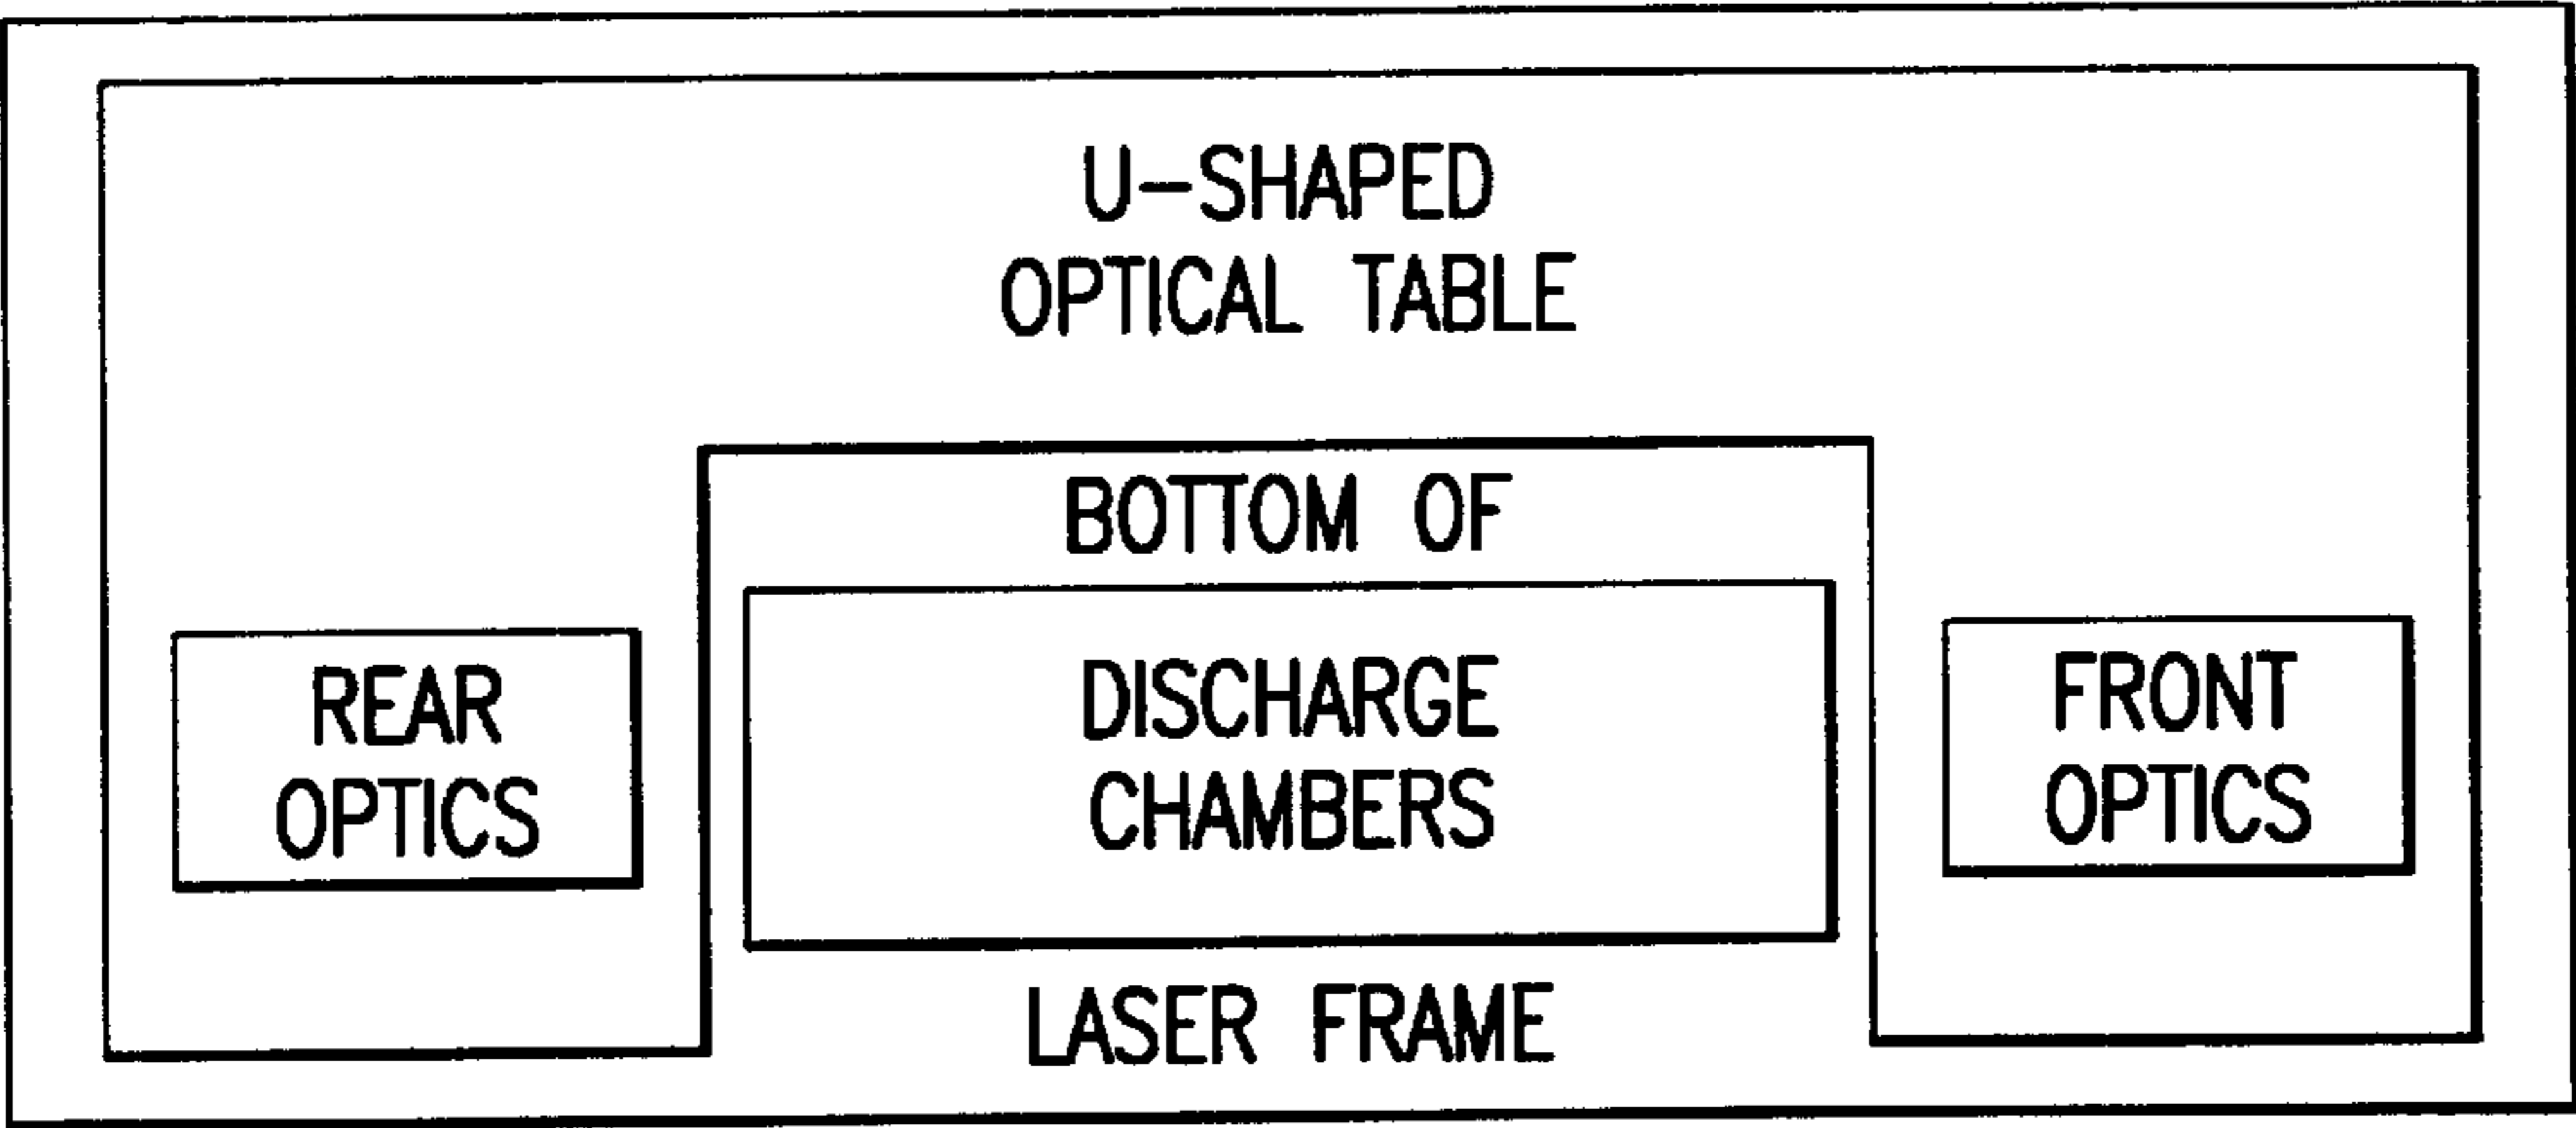 U-SHAPED
OPTICAL TABLE
BOTTOM OF
REAR
OPTICS
DISCHARGE
CHAMBERS
FRONT
OPTICS
LASER FRAME